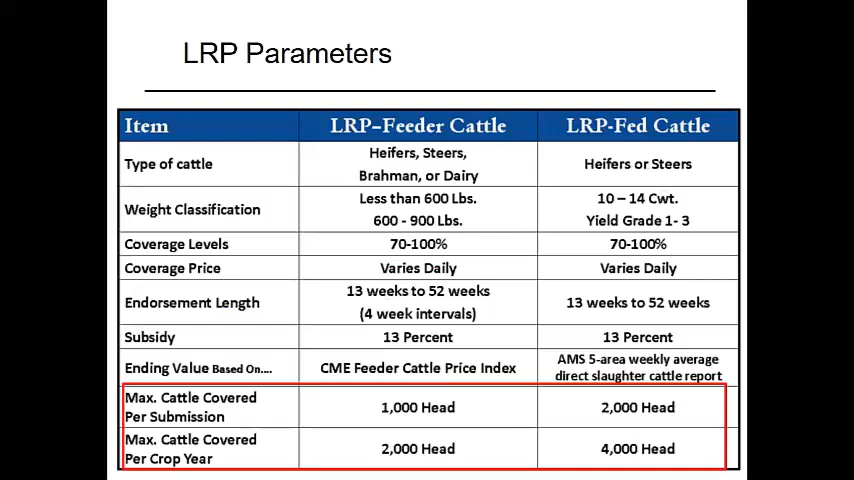 LRP Parameters
Item LRP–Feeder Cattle LRP-Fed Cattle
Type of cattle Heifers, Steers, Brahman, or Dairy Heifers or Steers
Weight Classification Less than 600 Lbs. 600 - 900 Lbs. 10 – 14 Cwt. Yield Grade 1- 3
Coverage Levels 70-100% 70-100%
Coverage Price Varies Daily Varies Daily
Endorsement Length 13 weeks to 52 weeks (4 week intervals) 13 weeks to 52 weeks
Subsidy 13 Percent 13 Percent
Ending Value Based On.... CME Feeder Cattle Price Index AMS 5-area weekly average direct slaughter cattle report
Max. Cattle Covered Per Submission 1,000 Head 2,000 Head
Max. Cattle Covered Per Crop Year 2,000 Head 4,000 Head